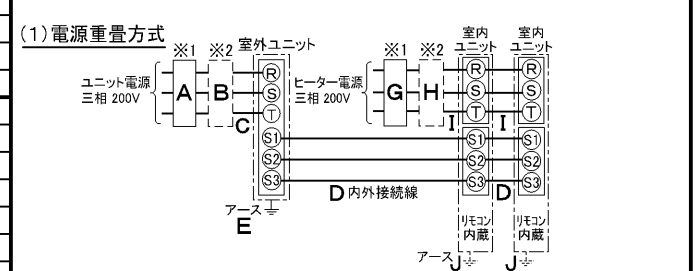 (1)電源重畳方式
※1 ※2 室外ユニット
※1 ※2 室内ユニット 室内ユニット
ユニット電源
三相 200V
A B C
R
S
T
S1
S2
S3
ヒーター電源
三相 200V
G H I I
R R
S S
T T
S1 S1
S2 S2
S3 S3
D 内外接続線 D
アース
E
リモコン内蔵 リモコン内蔵
アース J J